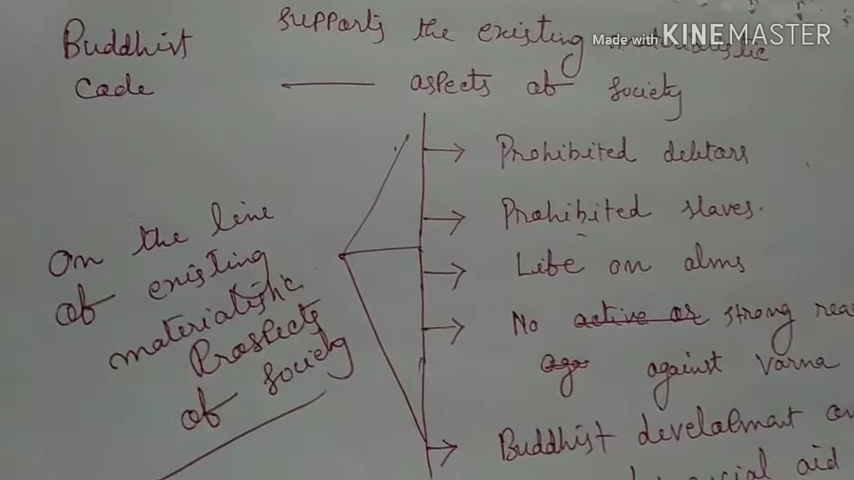 Buddhist supports the existing
Made with KINEMASTER
Code aspects of society
Prohibited debtors
Prohibited slaves.
On the line
of existing
materialistic
Prospects
of society
Life on alms
No active or strong
against varna
Buddhist development
aid